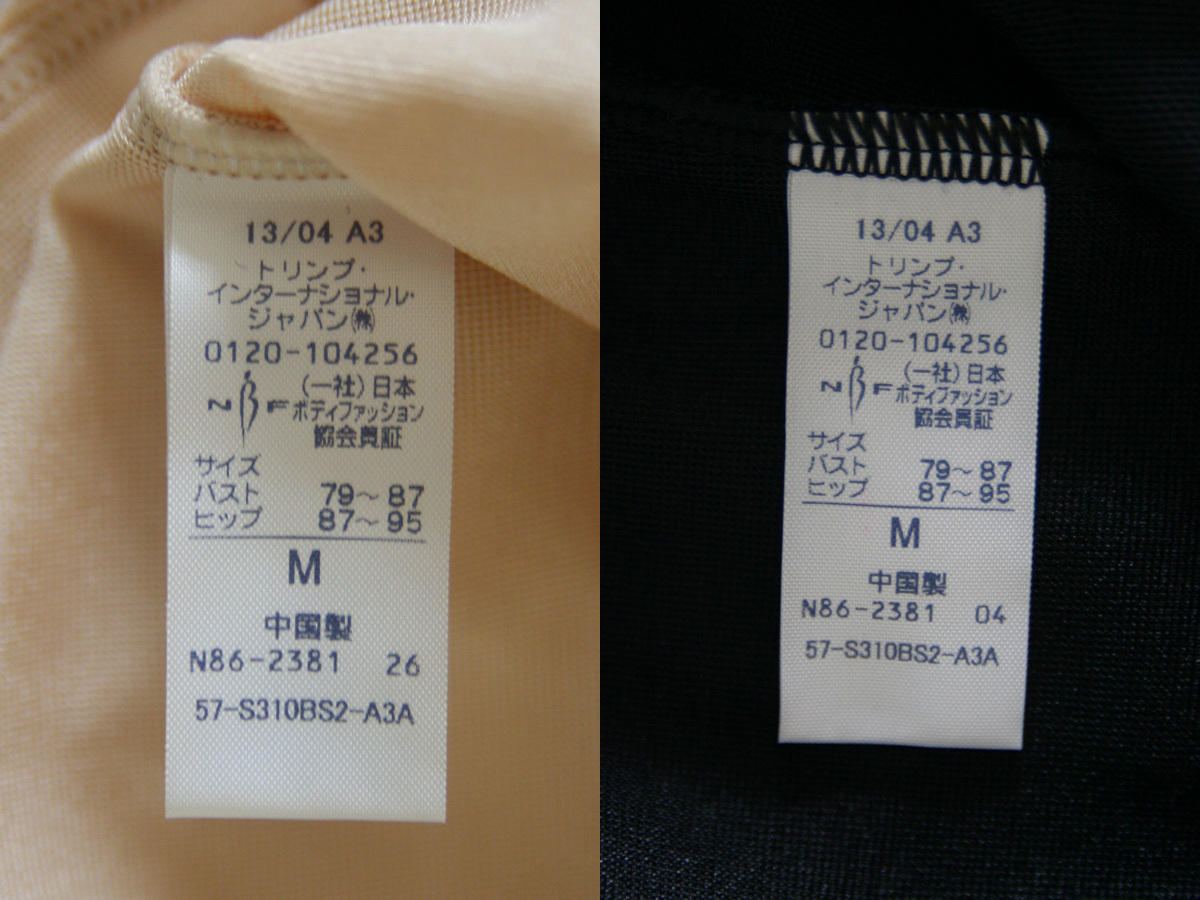 13/04 A3
トリンプ・
インターナショナル・
ジャパン㈱
0120-104256
NBF (一社)日本
ボディファッション
協会員証
サイズ
バスト 79〜87
ヒップ 87〜95
M
中国製
N86-2381 26
57-S310BS2-A3A
13/04 A3
トリンプ・
インターナショナル・
ジャパン㈱
0120-104256
NBF (一社)日本
ボディファッション
協会員証
サイズ
バスト 79〜87
ヒップ 87〜95
M
中国製
N86-2381 04
57-S310BS2-A3A